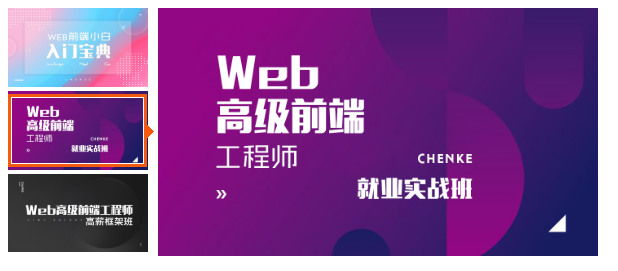 WEB前端小白
入门宝典
Web
高级前端
工程师
CHENKE
»
就业实战班
Web高级前端工程师
高薪框架班
Web
高级前端
工程师
CHENKE
»
就业实战班